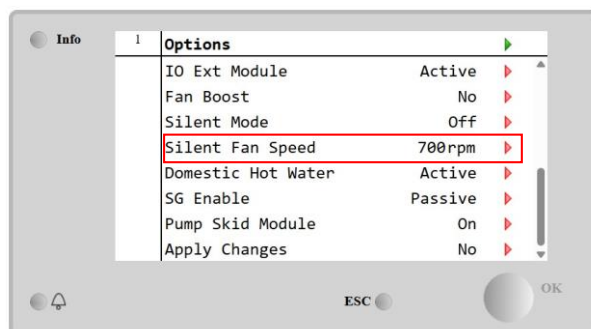 Info
1 Options
IO Ext Module Active
Fan Boost No
Silent Mode Off
Silent Fan Speed 700rpm
Domestic Hot Water Active
SG Enable Passive
Pump Skid Module On
Apply Changes No
ESC
OK